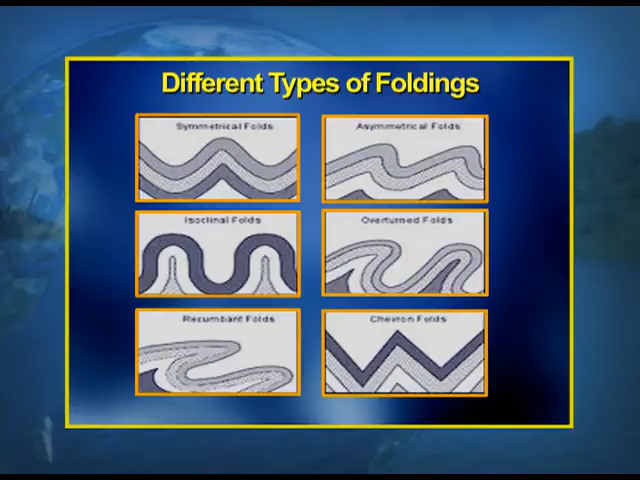 Different Types of Foldings
Symmetrical Folds
Asymmetrical Folds
Isoclinal Folds
Overturned Folds
Recumbant Folds
Chevron Folds